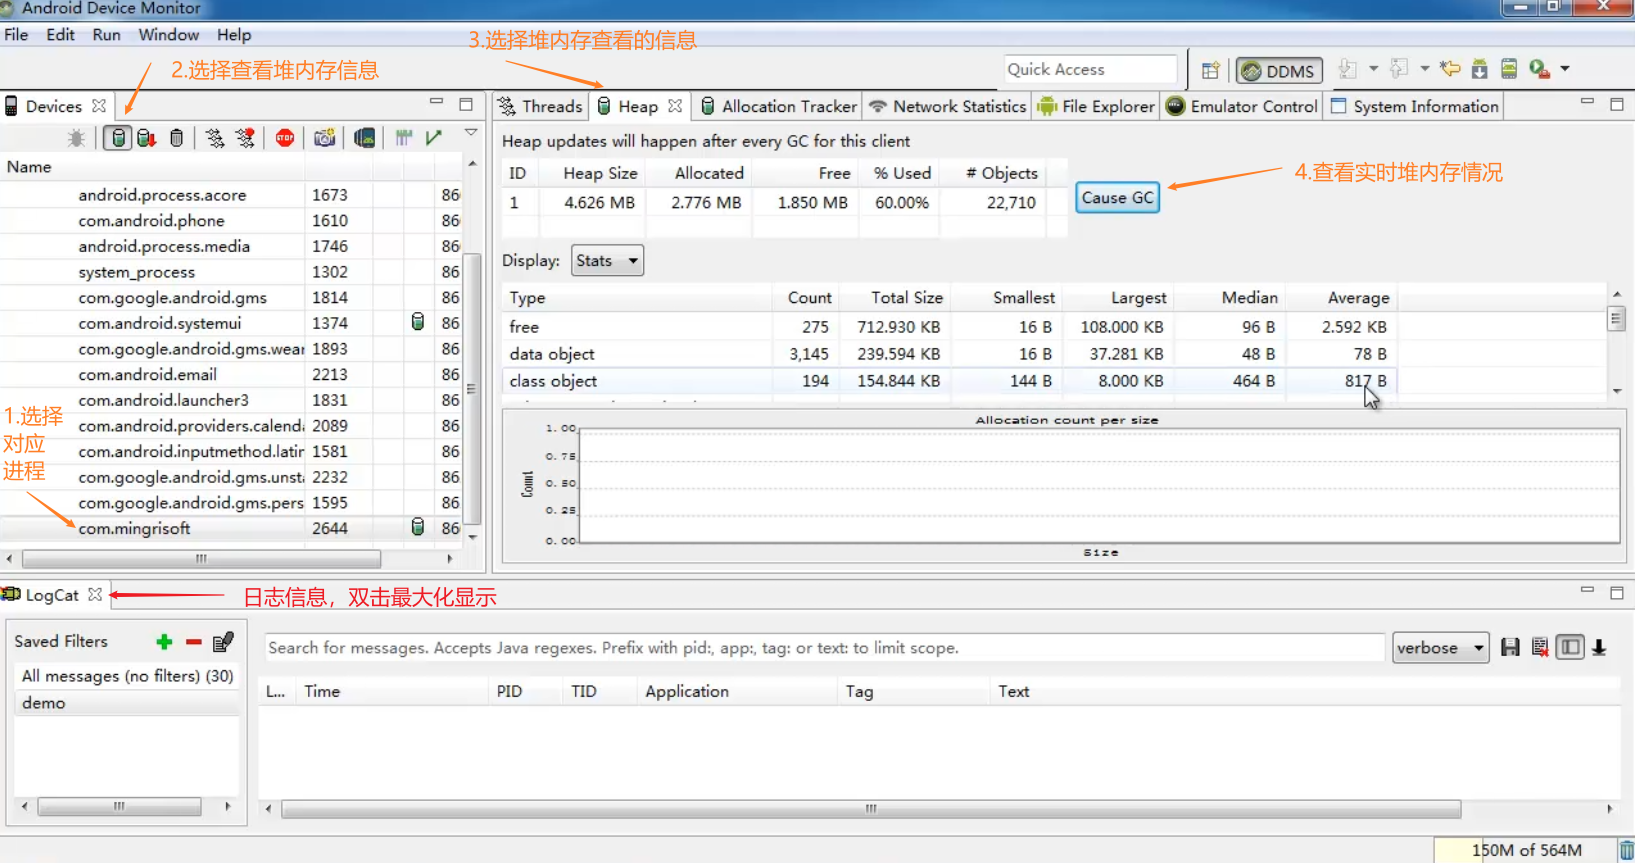 Android Device Monitor
File Edit Run Window Help
3.选择堆内存查看的信息
2.选择查看堆内存信息
Quick Access
DDMS
Devices
Threads Heap Allocation Tracker Network Statistics File Explorer Emulator Control System Information
Heap updates will happen after every GC for this client
Name
ID Heap Size Allocated Free % Used # Objects
1 4.626 MB 2.776 MB 1.850 MB 60.00% 22,710
Cause GC
4.查看实时堆内存情况
android.process.acore 1673 86
com.android.phone 1610 86
android.process.media 1746 86
system_process 1302 86
com.google.android.gms 1814 86
com.android.systemui 1374 86
com.google.android.gms.wear 1893 86
com.android.email 2213 86
com.android.launcher3 1831 86
com.android.providers.calend 2089 86
com.android.inputmethod.latin 1581 86
com.google.android.gms.unst 2232 86
com.google.android.gms.pers 1595 86
com.mingrisoft 2644 86
1.选择
对应
进程
Display: Stats
Type Count Total Size Smallest Largest Median Average
free 275 712.930 KB 16 B 108.000 KB 96 B 2.592 KB
data object 3,145 239.594 KB 16 B 37.281 KB 48 B 78 B
class object 194 154.844 KB 144 B 8.000 KB 464 B 817 B
Allocation count per size
1.00
0.75
0.50
0.25
0.00
Count
Size
LogCat
日志信息，双击最大化显示
Saved Filters
Search for messages. Accepts Java regexes. Prefix with pid:, app:, tag: or text: to limit scope.
verbose
All messages (no filters) (30)
demo
L... Time PID TID Application Tag Text
150M of 564M